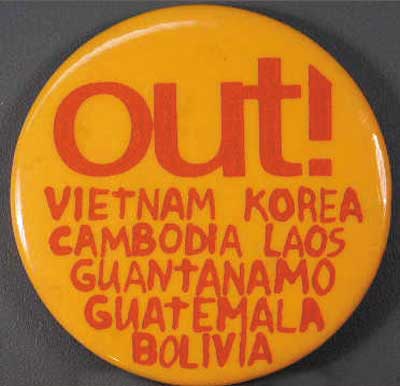 out!
VIETNAM KOREA
CAMBODIA LAOS
GUANTANAMO
GUATEMALA
BOLIVIA